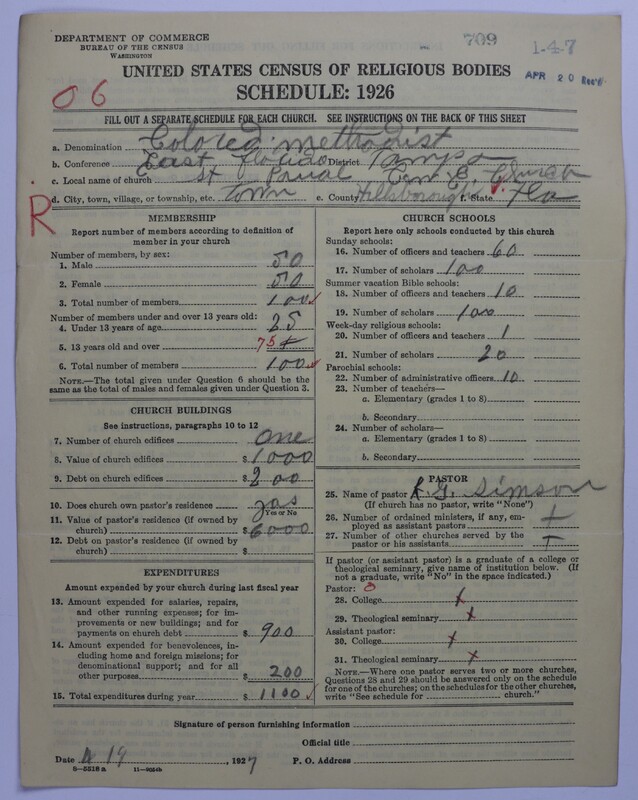 DEPARTMENT OF COMMERCE
BUREAU OF THE CENSUS
WASHINGTON
709
1-4-7
APR 20 Rec'd
UNITED STATES CENSUS OF RELIGIOUS BODIES
SCHEDULE: 1926
06
FILL OUT A SEPARATE SCHEDULE FOR EACH CHURCH. SEE INSTRUCTIONS ON THE BACK OF THIS SHEET
a. Denomination Colored Methodist
b. Conference East Florida District Tampa
c. Local name of church St Paual C m E Church
d. City, town, village, or township, etc. Town e. County Hillsborough f. State Fla
R
MEMBERSHIP
Report number of members according to definition of member in your church
Number of members, by sex:
1. Male 50
2. Female 50
3. Total number of members 100
Number of members under and over 13 years old:
4. Under 13 years of age 25
5. 13 years old and over 75
6. Total number of members 100
NOTE.—The total given under Question 6 should be the same as the total of males and females given under Question 3.
CHURCH BUILDINGS
See instructions, paragraphs 10 to 12
7. Number of church edifices one
8. Value of church edifices $ 1000
9. Debt on church edifices $ 200
10. Does church own pastor's residence yas
Yes or No
11. Value of pastor's residence (if owned by church) $ 6000
12. Debt on pastor's residence (if owned by church) $
EXPENDITURES
Amount expended by your church during last fiscal year
13. Amount expended for salaries, repairs, and other running expenses; for improvements or new buildings; and for payments on church debt $ 900
14. Amount expended for benevolences, including home and foreign missions; for denominational support; and for all other purposes $ 200
15. Total expenditures during year $ 1100
CHURCH SCHOOLS
Report here only schools conducted by this church
Sunday schools:
16. Number of officers and teachers 60
17. Number of scholars 100
Summer vacation Bible schools:
18. Number of officers and teachers 10
19. Number of scholars 100
Week-day religious schools:
20. Number of officers and teachers 1
21. Number of scholars 20
Parochial schools:
22. Number of administrative officers 10
23. Number of teachers—
a. Elementary (grades 1 to 8)
b. Secondary
24. Number of scholars—
a. Elementary (grades 1 to 8)
b. Secondary
PASTOR
25. Name of pastor R. G. Simson
(If church has no pastor, write "None")
26. Number of ordained ministers, if any, employed as assistant pastors
27. Number of other churches served by the pastor or his assistants
If pastor (or assistant pastor) is a graduate of a college or theological seminary, give name of institution below. (If not a graduate, write "No" in the space indicated.)
Pastor: 0
28. College x
29. Theological seminary x
Assistant pastor:
30. College x
31. Theological seminary x
NOTE.—Where one pastor serves two or more churches, Questions 28 and 29 should be answered only on the schedule for one of the churches; on the schedules for the other churches, write "See schedule for church."
Signature of person furnishing information
Official title
Date 4 19, 1927 P. O. Address
8—5518 a 11—9054b